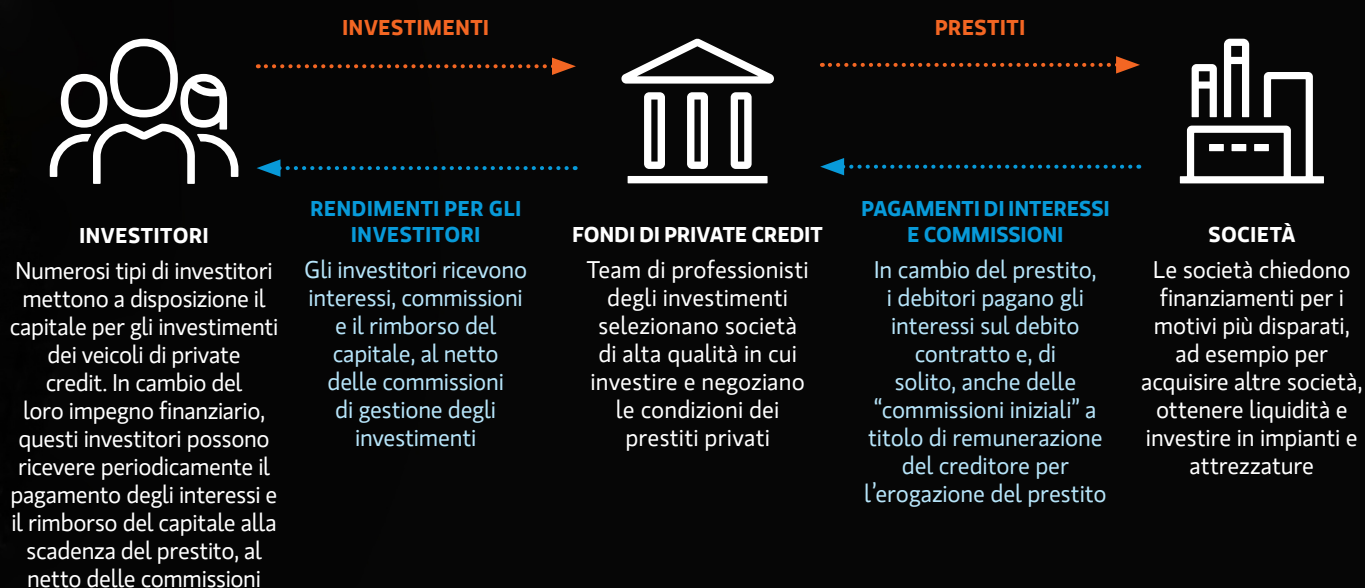 INVESTIMENTI
PRESTITI
INVESTITORI
Numerosi tipi di investitori
mettono a disposizione il
capitale per gli investimenti
dei veicoli di private
credit. In cambio del
loro impegno finanziario,
questi investitori possono
ricevere periodicamente il
pagamento degli interessi e
il rimborso del capitale alla
scadenza del prestito, al
netto delle commissioni
RENDIMENTI PER GLI
INVESTITORI
Gli investitori ricevono
interessi, commissioni
e il rimborso del
capitale, al netto
delle commissioni
di gestione degli
investimenti
FONDI DI PRIVATE CREDIT
Team di professionisti
degli investimenti
selezionano società
di alta qualità in cui
investire e negoziano
le condizioni dei
prestiti privati
PAGAMENTI DI INTERESSI
E COMMISSIONI
In cambio del prestito,
i debitori pagano gli
interessi sul debito
contratto e, di
solito, anche delle
“commissioni iniziali” a
titolo di remunerazione
del creditore per
l’erogazione del prestito
SOCIETÀ
Le società chiedono
finanziamenti per i
motivi più disparati,
ad esempio per
acquisire altre società,
ottenere liquidità e
investire in impianti e
attrezzature